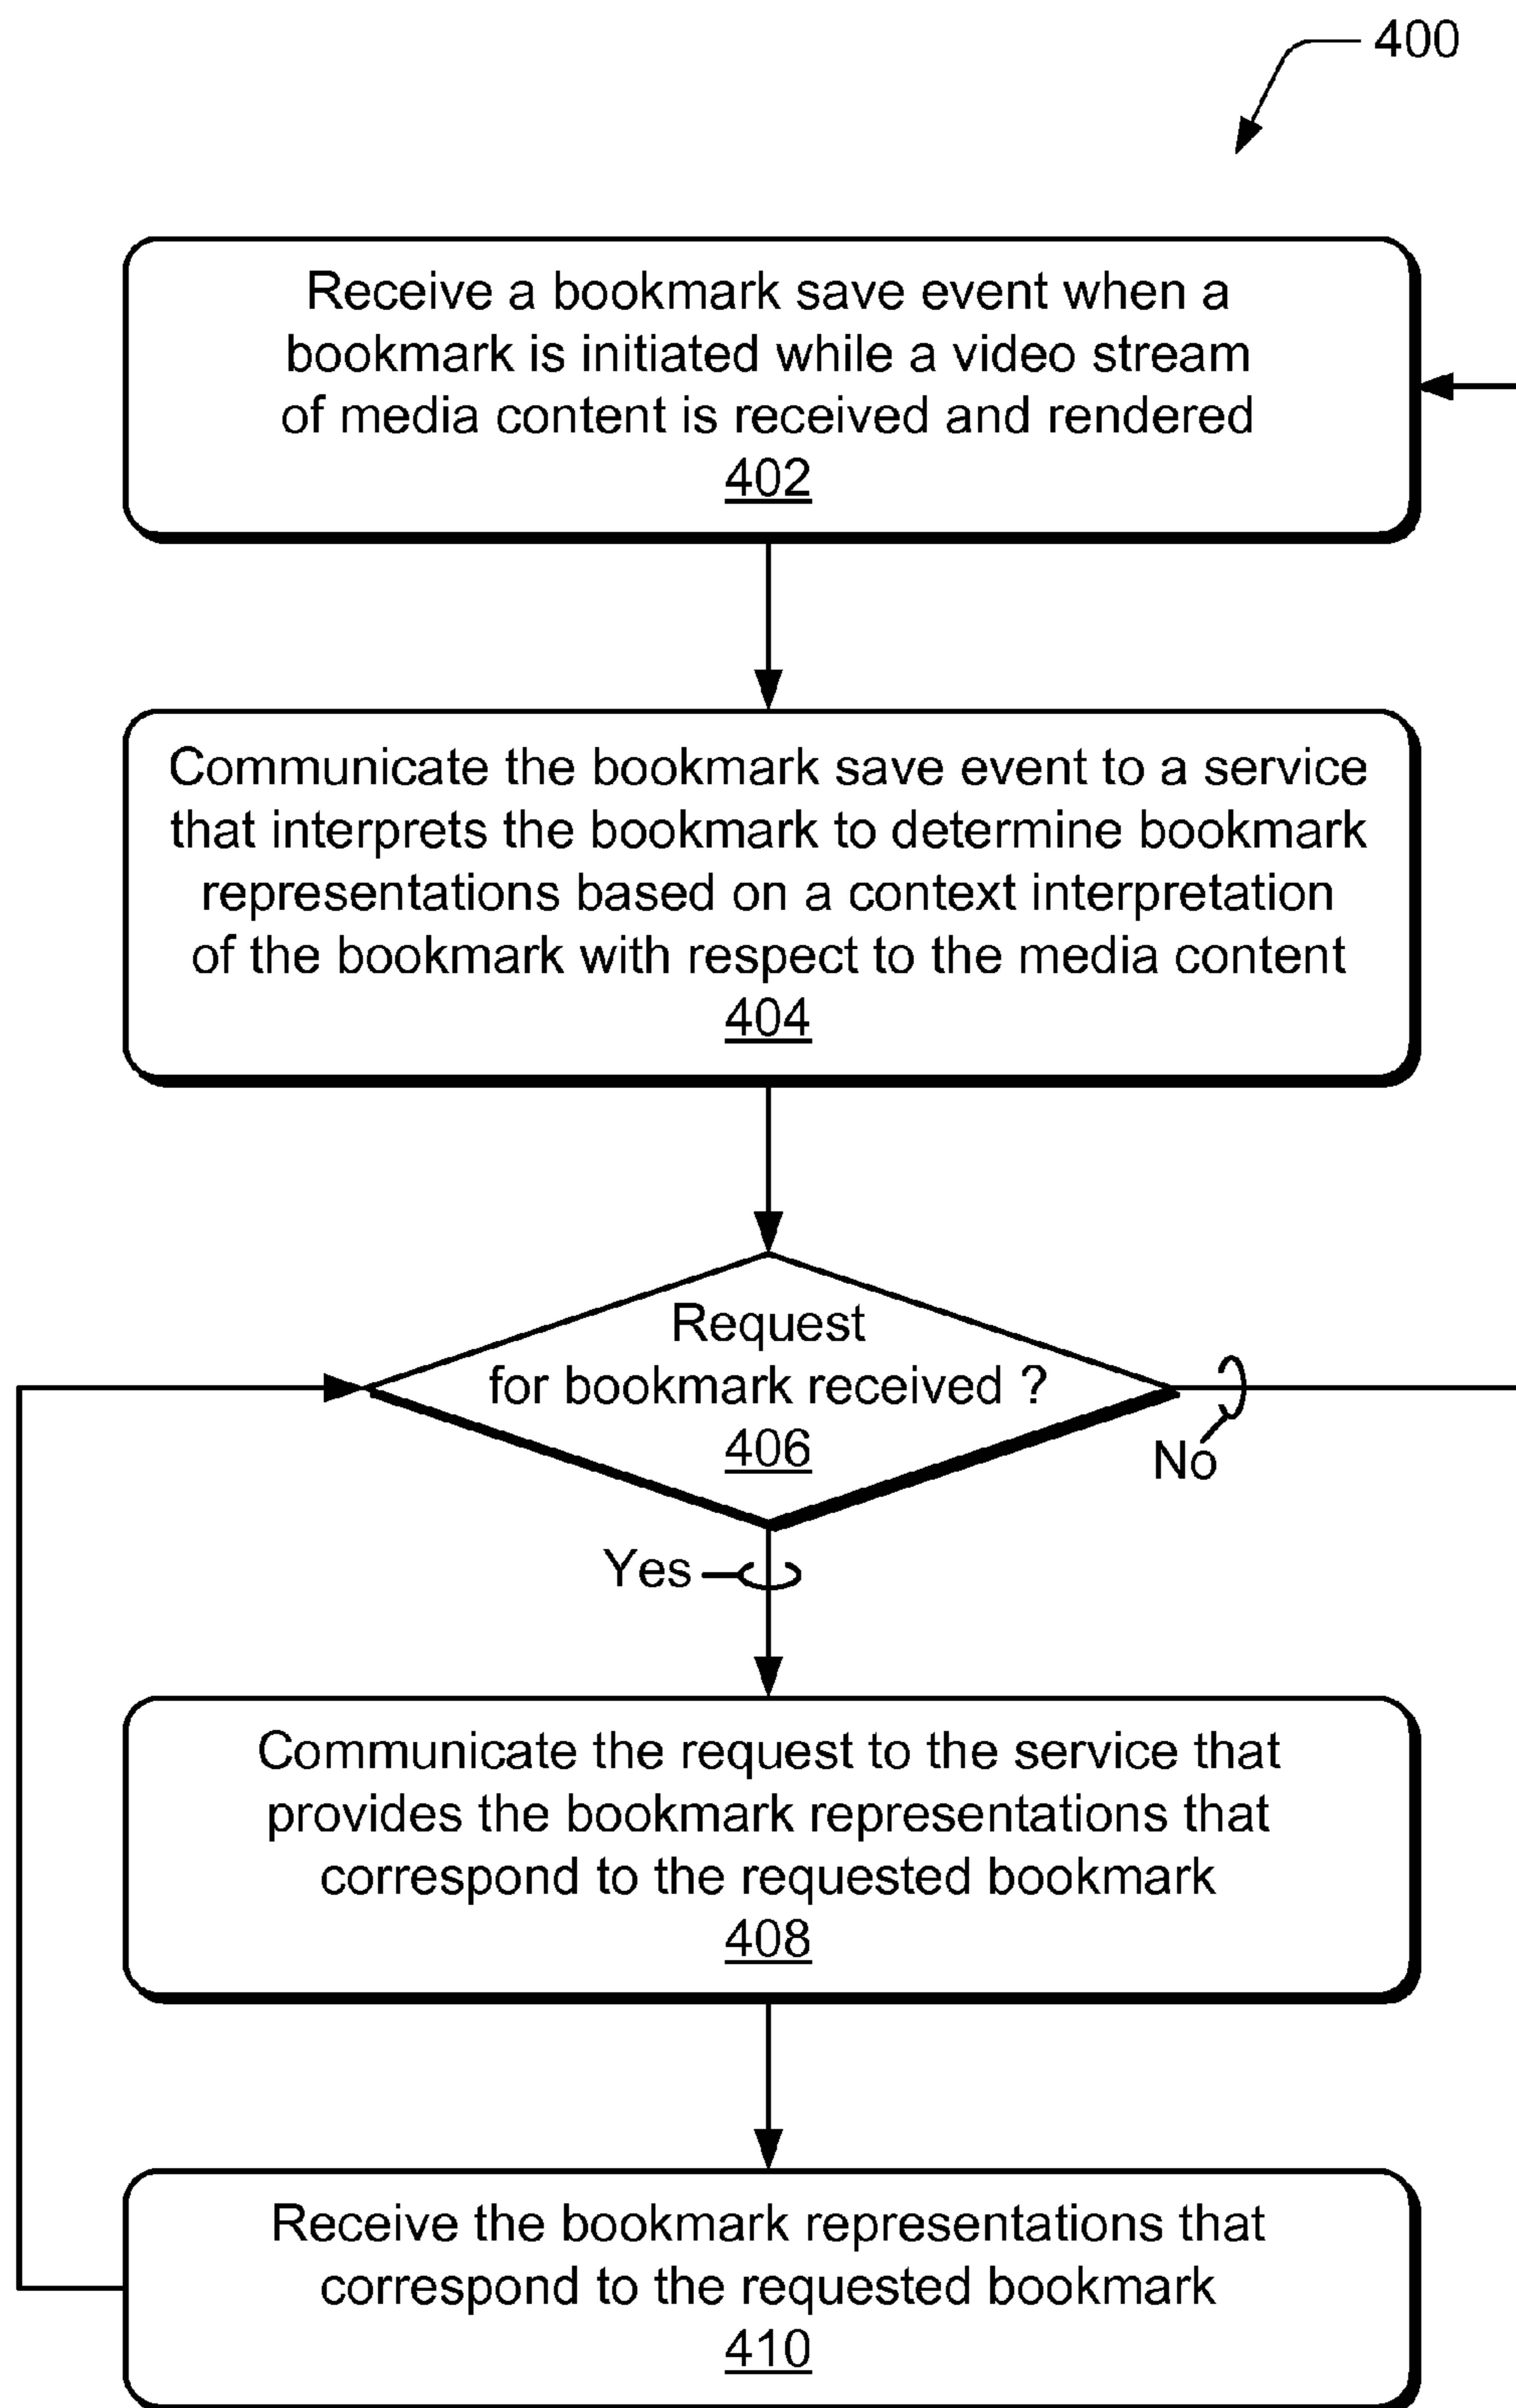 400
Receive a bookmark save event when a
bookmark is initiated while a video stream
of media content is received and rendered
402
Communicate the bookmark save event to a service
that interprets the bookmark to determine bookmark
representations based on a context interpretation
of the bookmark with respect to the media content
404
Request
for bookmark received ?
406
No
Yes
Communicate the request to the service that
provides the bookmark representations that
correspond to the requested bookmark
408
Receive the bookmark representations that
correspond to the requested bookmark
410